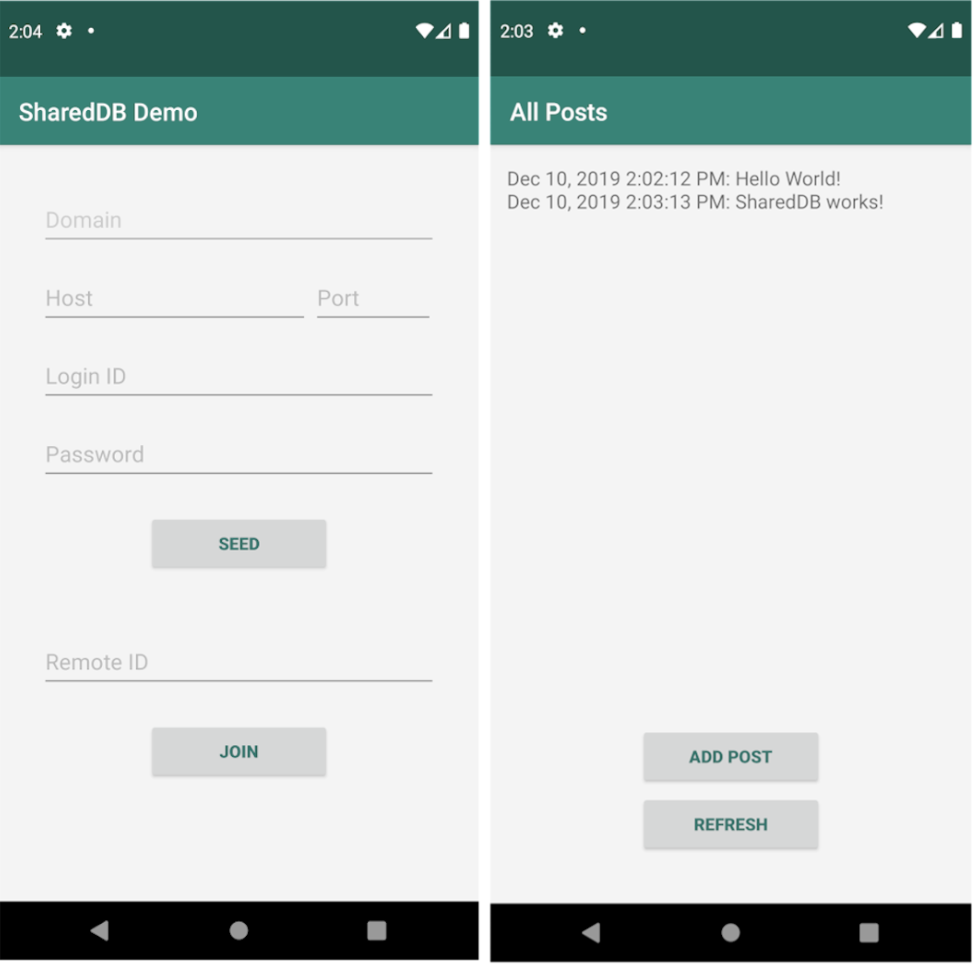 2:04
SharedDB Demo
Domain
Host Port
Login ID
Password
SEED
Remote ID
JOIN
2:03
All Posts
Dec 10, 2019 2:02:12 PM: Hello World!
Dec 10, 2019 2:03:13 PM: SharedDB works!
ADD POST
REFRESH